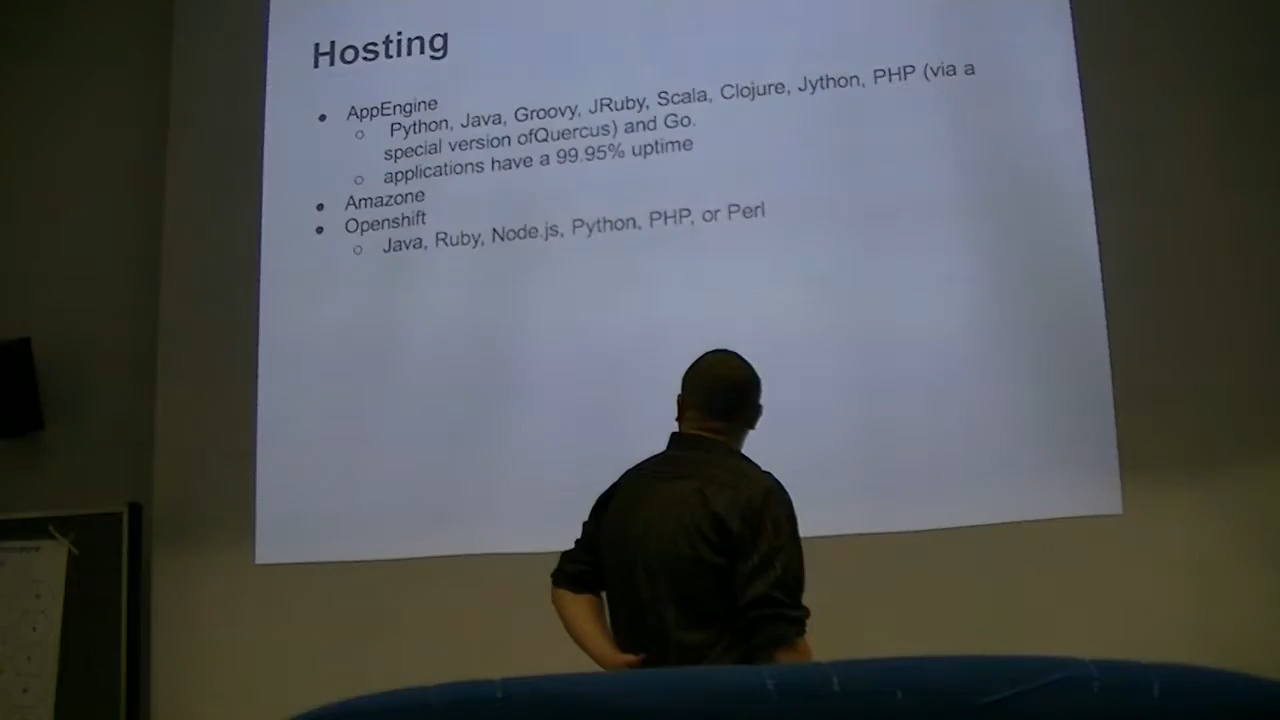 Hosting
AppEngine
Python, Java, Groovy, JRuby, Scala, Clojure, Jython, PHP (via a
special version ofQuercus) and Go.
applications have a 99.95% uptime
Amazone
Openshift
Java, Ruby, Node.js, Python, PHP, or Perl